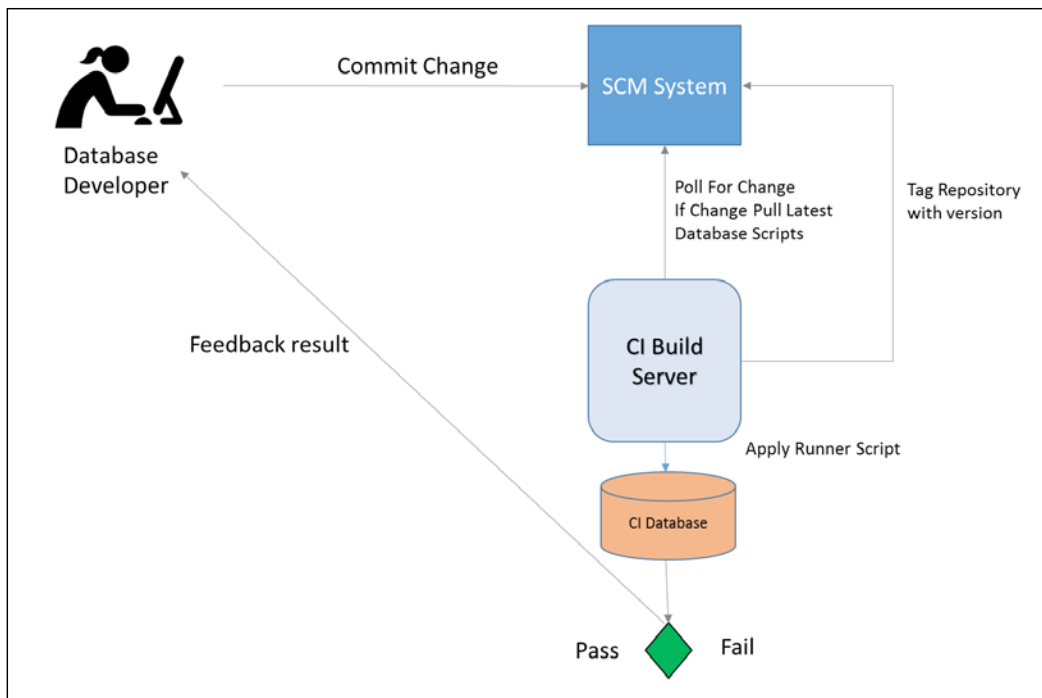 Commit Change
SCM System
Database
Developer
Poll For Change
If Change Pull Latest
Database Scripts
Tag Repository
with version
Feedback result
CI Build
Server
Apply Runner Script
CI Database
Pass
Fail